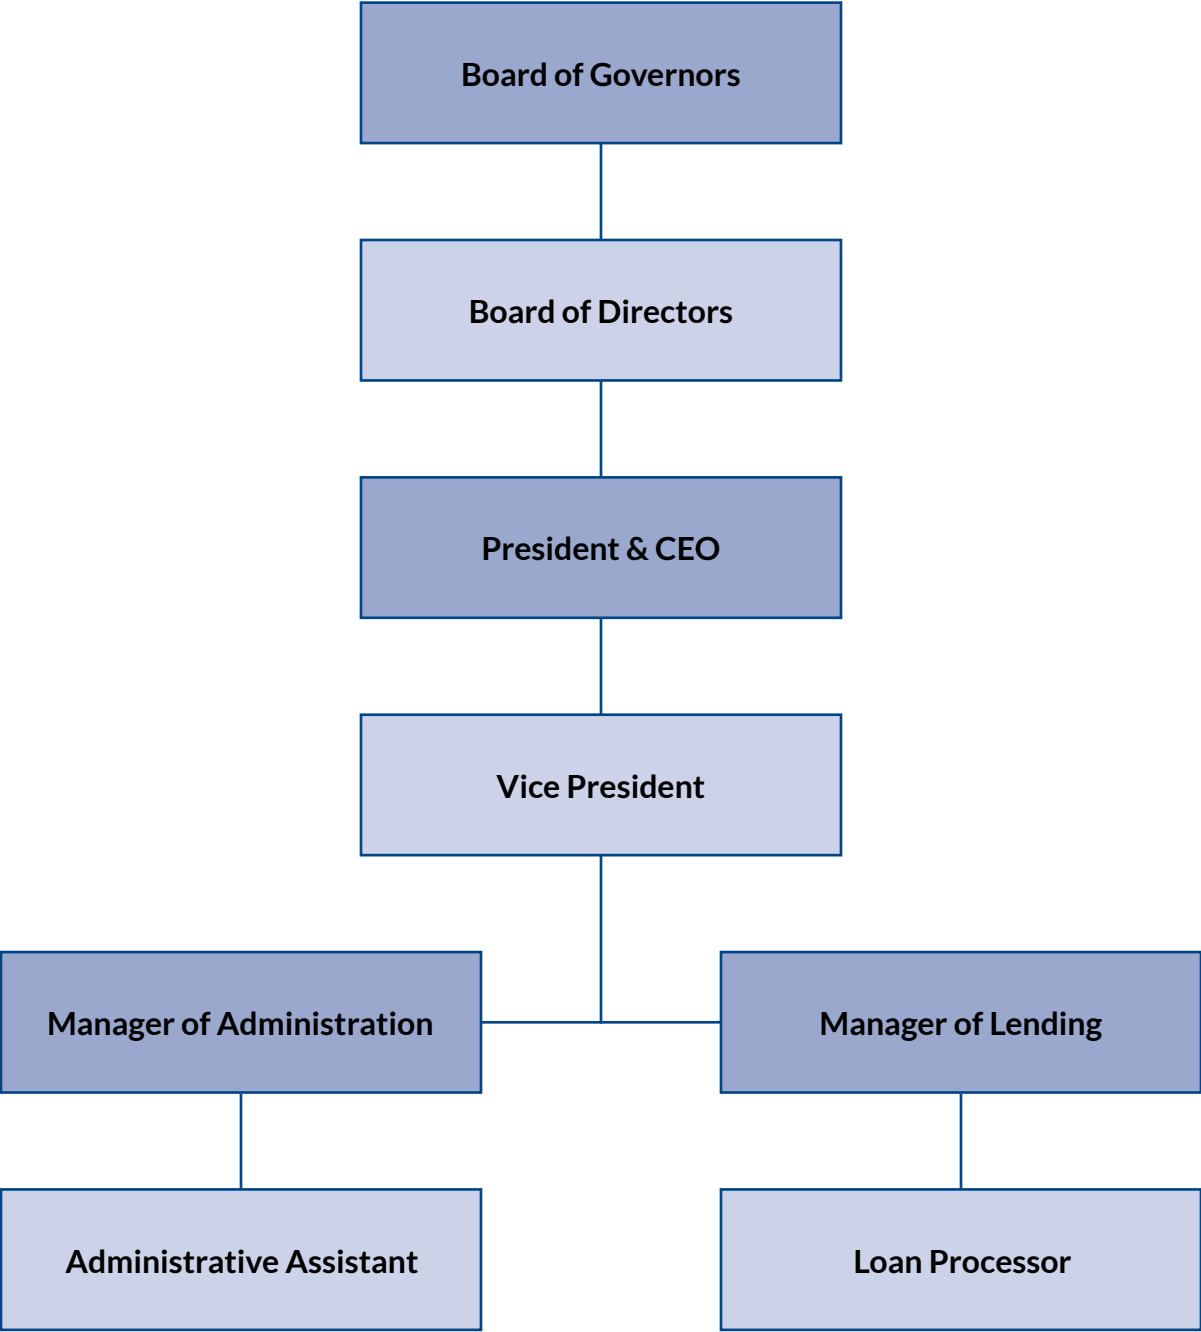 Board of Governors
Board of Directors
President & CEO
Vice President
Manager of Administration
Manager of Lending
Administrative Assistant
Loan Processor